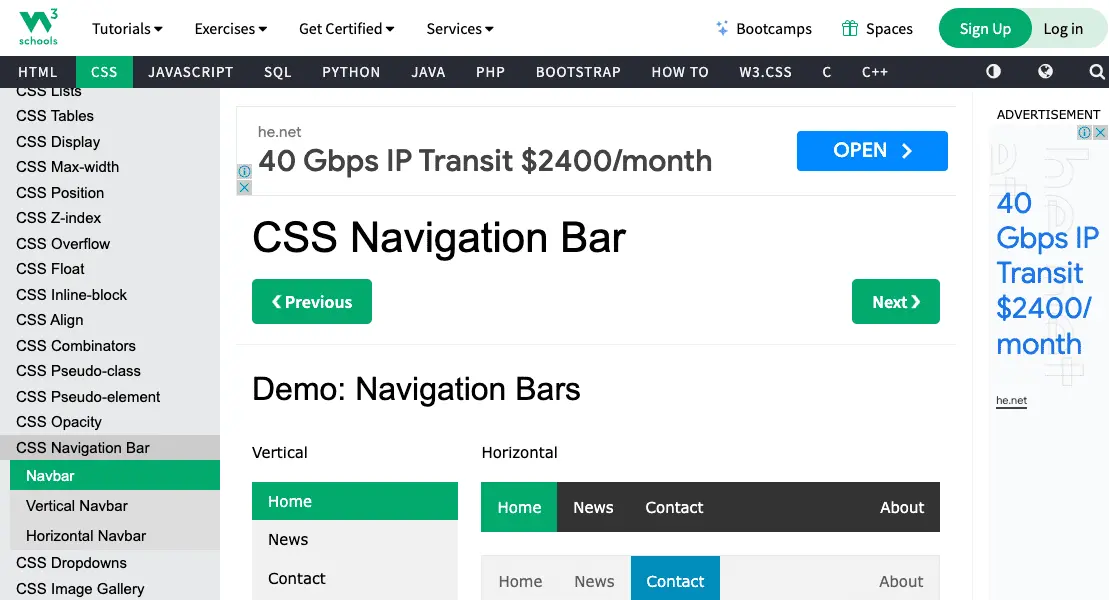 3
schools
Tutorials
Exercises
Get Certified
Services
Bootcamps
Spaces
Sign Up
Log in
HTML
CSS
JAVASCRIPT
SQL
PYTHON
JAVA
PHP
BOOTSTRAP
HOW TO
W3.CSS
C
C++
CSS Lists
CSS Tables
CSS Display
CSS Max-width
CSS Position
CSS Z-index
CSS Overflow
CSS Float
CSS Inline-block
CSS Align
CSS Combinators
CSS Pseudo-class
CSS Pseudo-element
CSS Opacity
CSS Navigation Bar
Navbar
Vertical Navbar
Horizontal Navbar
CSS Dropdowns
CSS Image Gallery
he.net
40 Gbps IP Transit $2400/month
OPEN
CSS Navigation Bar
❮ Previous
Next ❯
Demo: Navigation Bars
Vertical
Home
News
Contact
Horizontal
Home
News
Contact
About
Home
News
Contact
About
ADVERTISEMENT
40
Gbps IP
Transit
$2400/
month
he.net